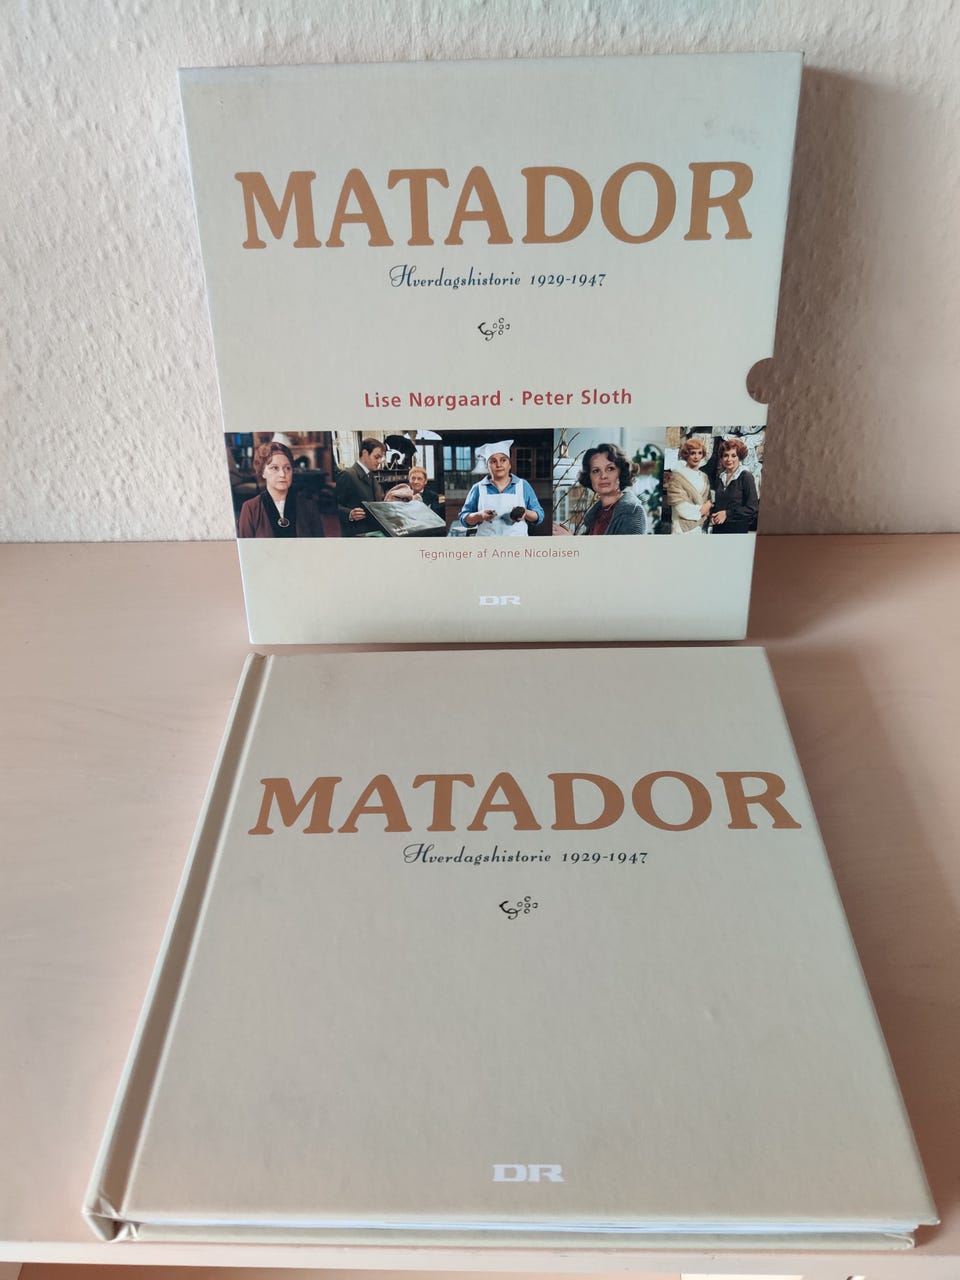 MATADOR
Hverdagshistorie 1929-1947
Lise Nørgaard · Peter Sloth
Tegninger af Anne Nicolaisen
DR
MATADOR
Hverdagshistorie 1929-1947
DR